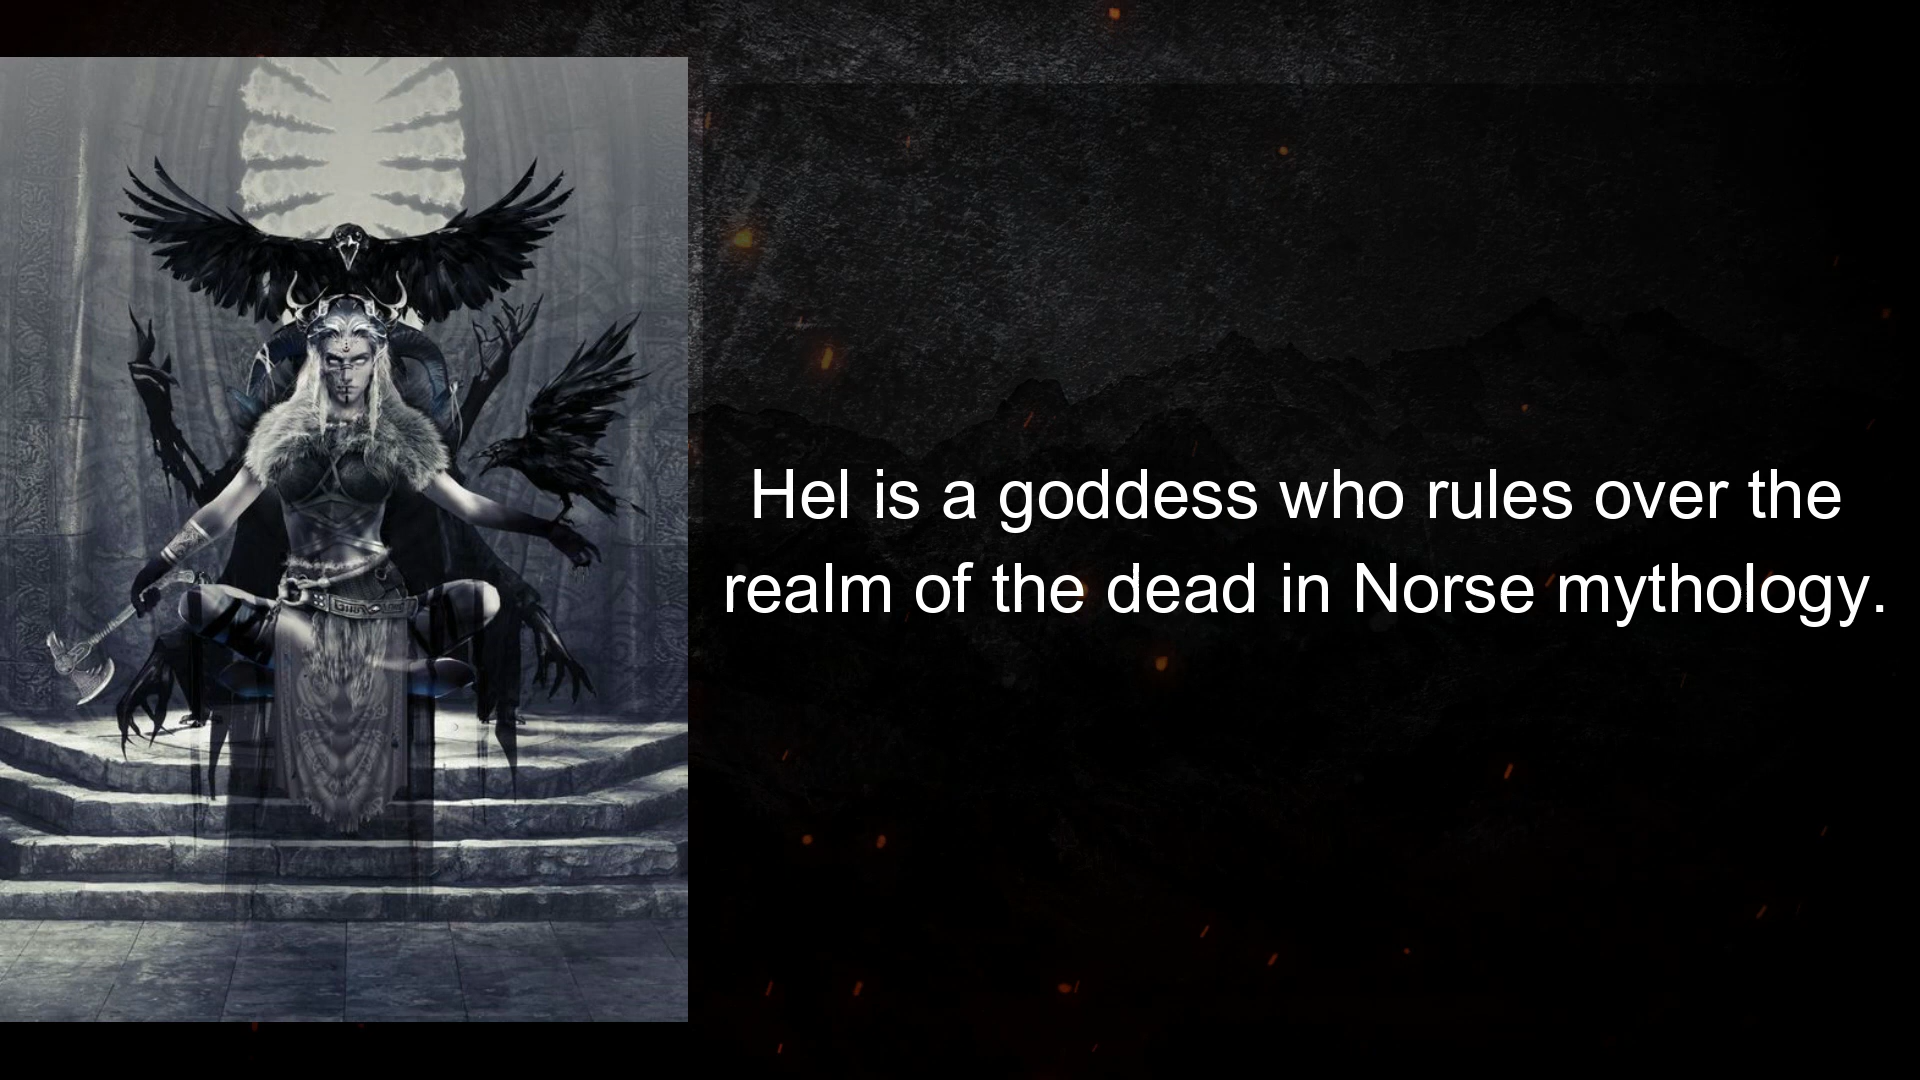 Hel is a goddess who rules over the
realm of the dead in Norse mythology.